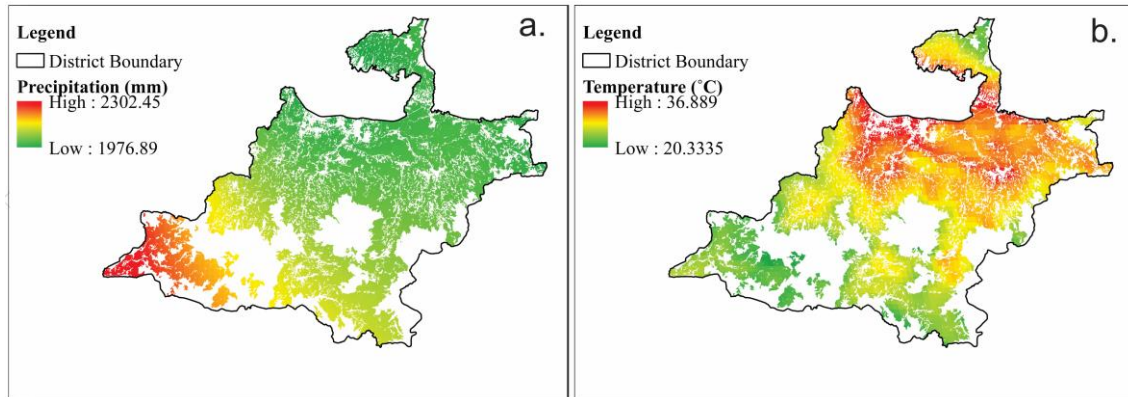 a.
Legend
District Boundary
Precipitation (mm)
High : 2302.45
Low : 1976.89
b.
Legend
District Boundary
Temperature (˚C)
High : 36.889
Low : 20.3335